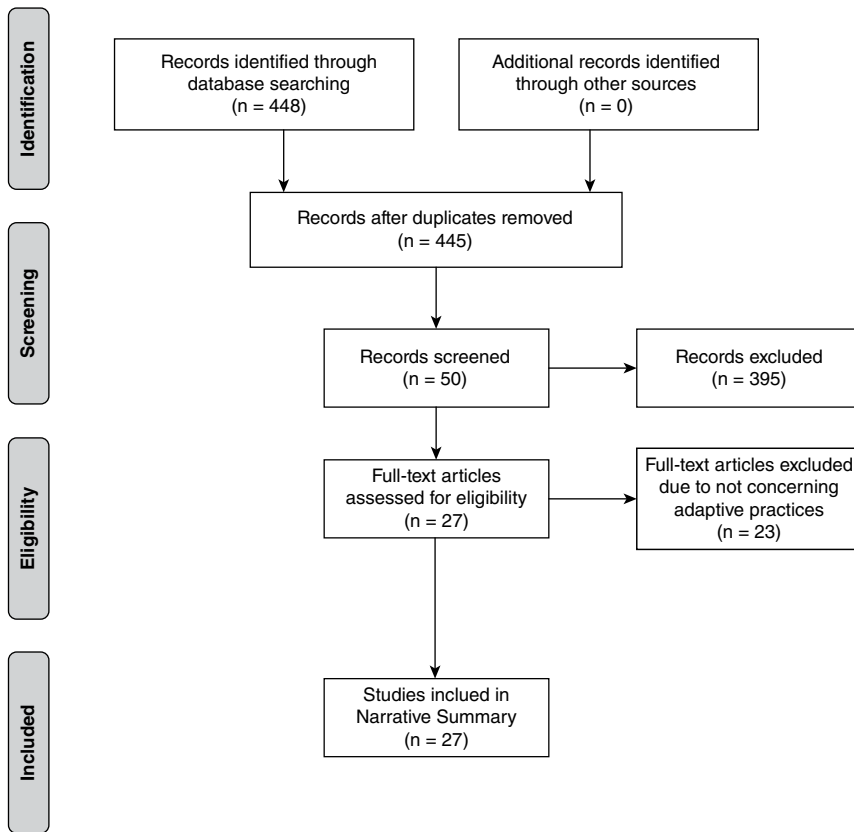 Identification
Records identified through
database searching
(n = 448)
Additional records identified
through other sources
(n = 0)
Records after duplicates removed
(n = 445)
Screening
Records screened
(n = 50)
Records excluded
(n = 395)
Eligibility
Full-text articles
assessed for eligibility
(n = 27)
Full-text articles excluded
due to not concerning
adaptive practices
(n = 23)
Included
Studies inclued in
Narrative Summary
(n = 27)